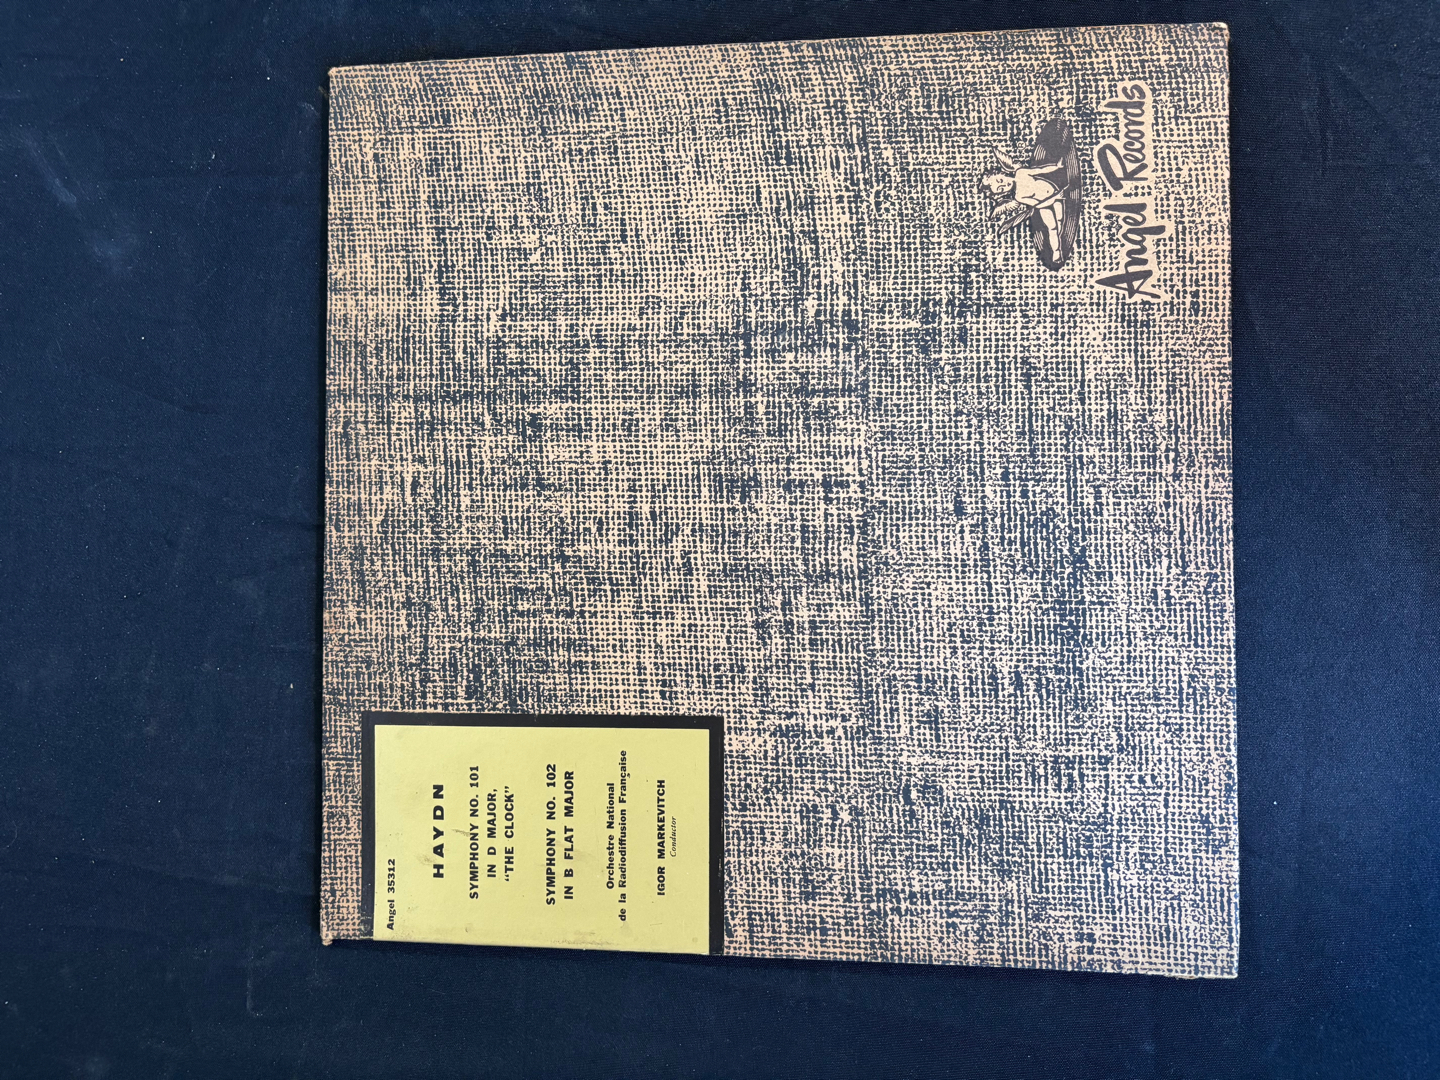 Angel 35312
HAYDN
SYMPHONY NO. 101
IN D MAJOR,
"THE CLOCK"
SYMPHONY NO. 102
IN B FLAT MAJOR
Orchestre National
de la Radiodiffusion Française
IGOR MARKEVITCH
Conductor
Angel Records